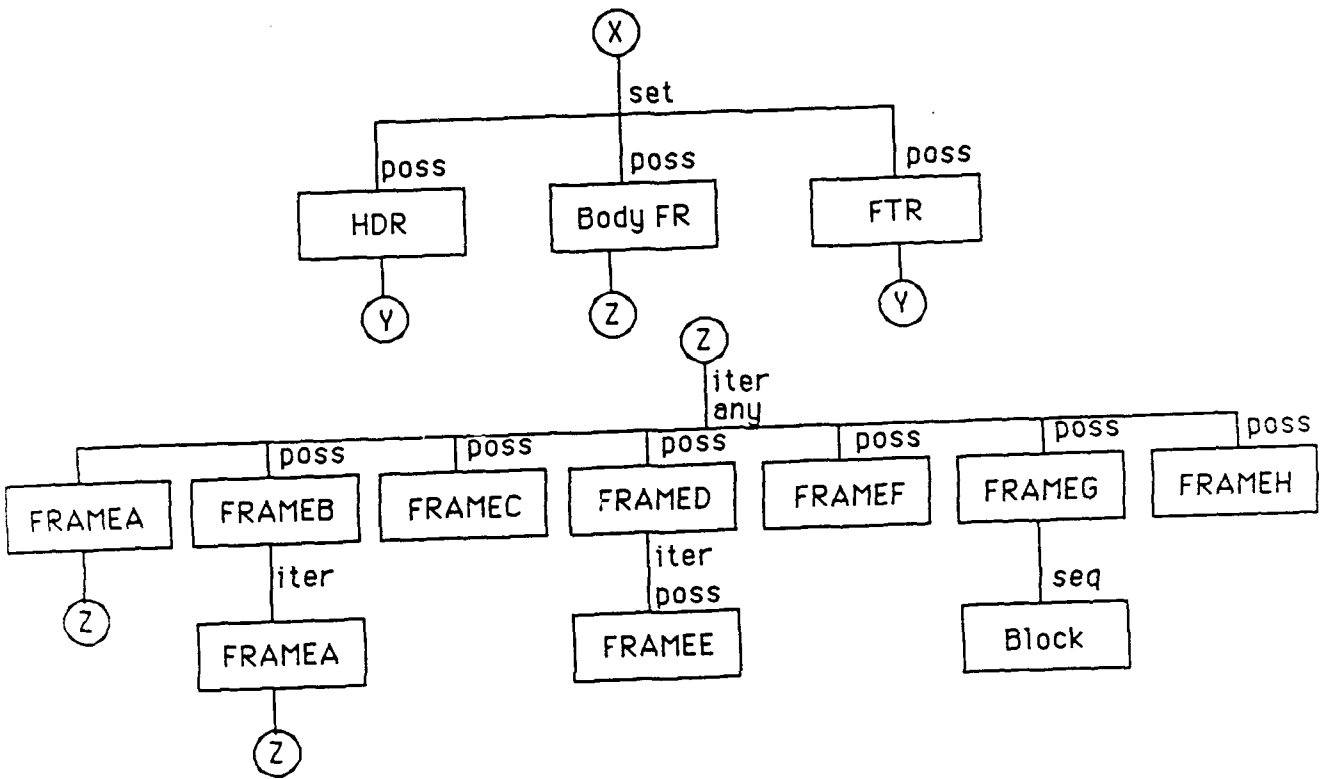 X
set
poss poss poss
HDR Body FR FTR
Y Z Y
Z
iter
any
poss poss poss poss poss poss
FRAMEA FRAMEB FRAMEC FRAMED FRAMEF FRAMEG FRAMEH
iter iter seq
poss
Z FRAMEA FRAMEE Block
Z